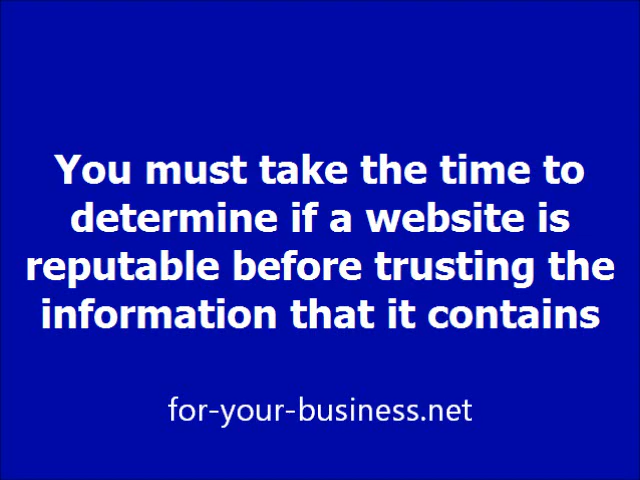 You must take the time to
determine if a website is
reputable before trusting the
information that it contains
for-your-business.net